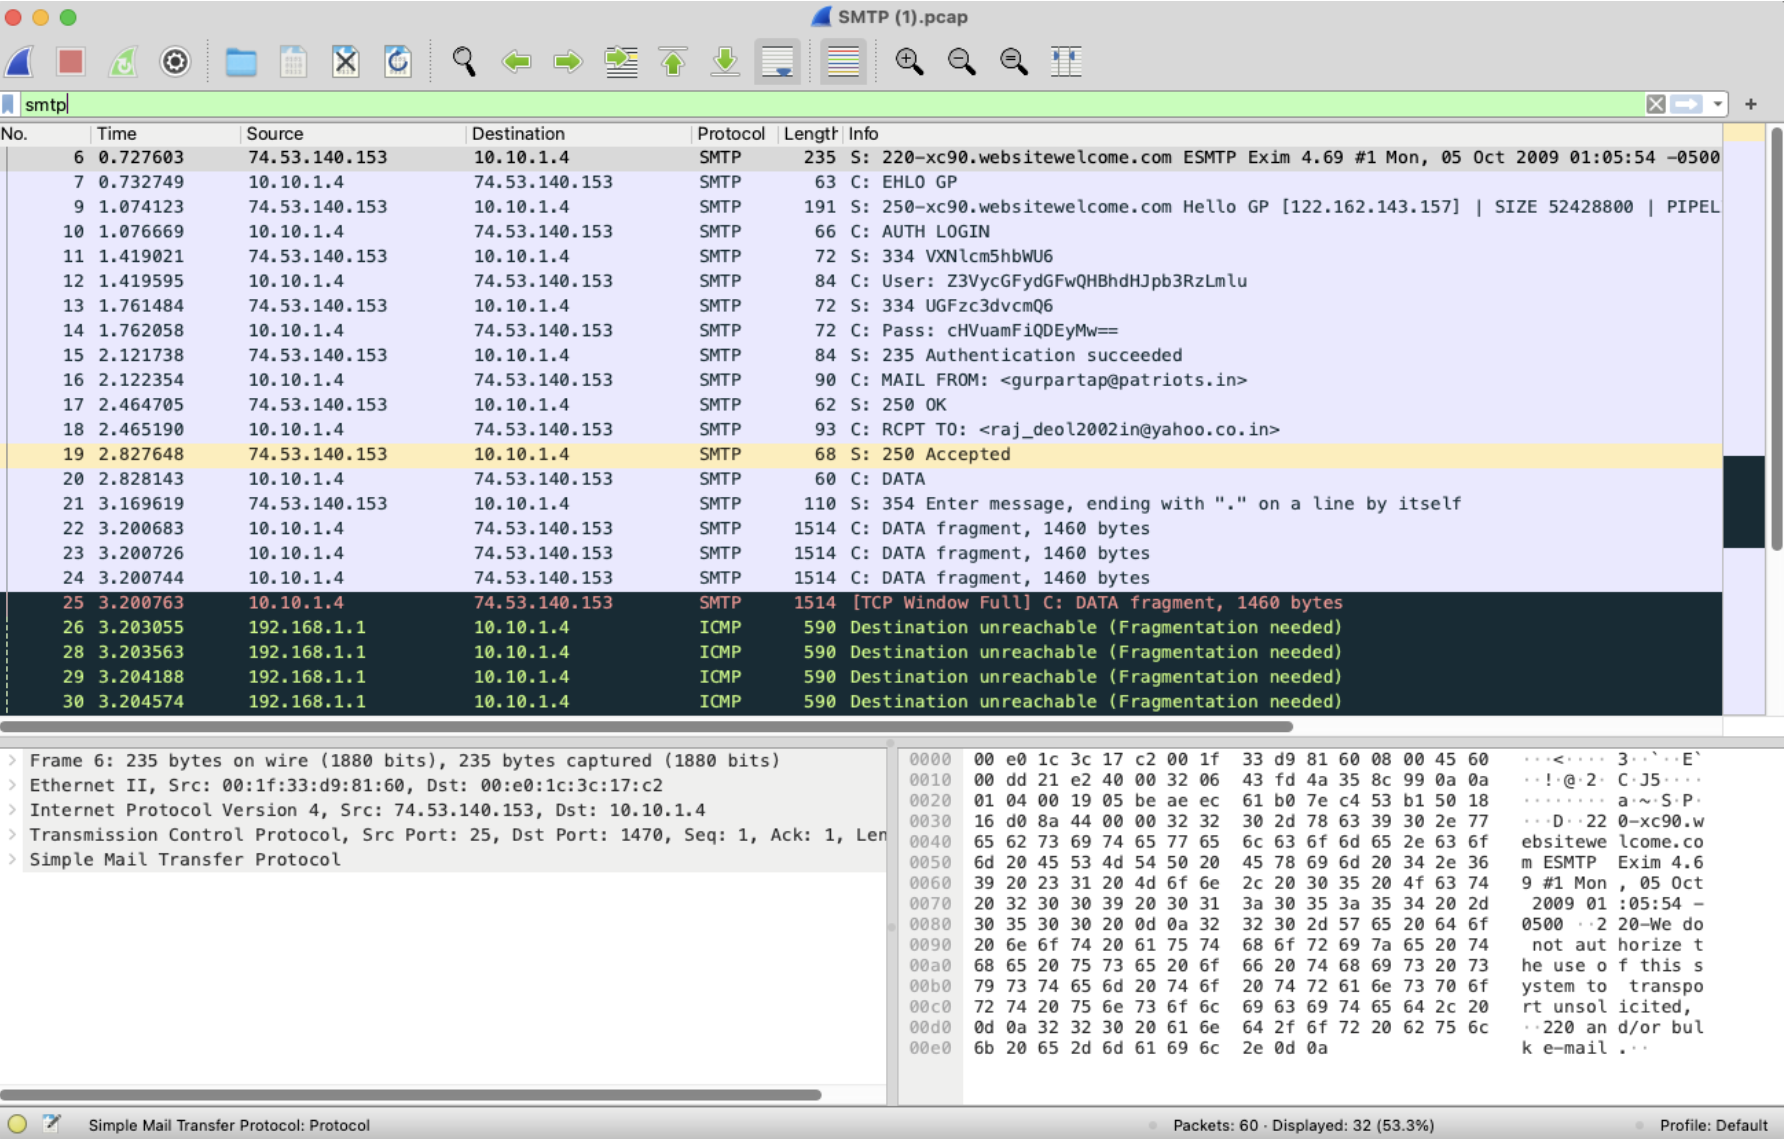 SMTP (1).pcap
smtp
No. Time Source Destination Protocol Length Info
6 0.727603 74.53.140.153 10.10.1.4 SMTP 235 S: 220-xc90.websitewelcome.com ESMTP Exim 4.69 #1 Mon, 05 Oct 2009 01:05:54 -0500
7 0.732749 10.10.1.4 74.53.140.153 SMTP 63 C: EHLO GP
9 1.074123 74.53.140.153 10.10.1.4 SMTP 191 S: 250-xc90.websitewelcome.com Hello GP [122.162.143.157] | SIZE 52428800 | PIPEL
10 1.076669 10.10.1.4 74.53.140.153 SMTP 66 C: AUTH LOGIN
11 1.419021 74.53.140.153 10.10.1.4 SMTP 72 S: 334 VXNlcm5hbWU6
12 1.419595 10.10.1.4 74.53.140.153 SMTP 84 C: User: Z3VycGFydGFwQHBhdHJpb3RzLmlu
13 1.761484 74.53.140.153 10.10.1.4 SMTP 72 S: 334 UGFzc3dvcmQ6
14 1.762058 10.10.1.4 74.53.140.153 SMTP 72 C: Pass: cHVuamFiQDEyMw==
15 2.121738 74.53.140.153 10.10.1.4 SMTP 84 S: 235 Authentication succeeded
16 2.122354 10.10.1.4 74.53.140.153 SMTP 90 C: MAIL FROM: <gurpartap@patriots.in>
17 2.464705 74.53.140.153 10.10.1.4 SMTP 62 S: 250 OK
18 2.465190 10.10.1.4 74.53.140.153 SMTP 93 C: RCPT TO: <raj_deol2002in@yahoo.co.in>
19 2.827648 74.53.140.153 10.10.1.4 SMTP 68 S: 250 Accepted
20 2.828143 10.10.1.4 74.53.140.153 SMTP 60 C: DATA
21 3.169619 74.53.140.153 10.10.1.4 SMTP 110 S: 354 Enter message, ending with "." on a line by itself
22 3.200683 10.10.1.4 74.53.140.153 SMTP 1514 C: DATA fragment, 1460 bytes
23 3.200726 10.10.1.4 74.53.140.153 SMTP 1514 C: DATA fragment, 1460 bytes
24 3.200744 10.10.1.4 74.53.140.153 SMTP 1514 C: DATA fragment, 1460 bytes
25 3.200763 10.10.1.4 74.53.140.153 SMTP 1514 [TCP Window Full] C: DATA fragment, 1460 bytes
26 3.203055 192.168.1.1 10.10.1.4 ICMP 590 Destination unreachable (Fragmentation needed)
28 3.203563 192.168.1.1 10.10.1.4 ICMP 590 Destination unreachable (Fragmentation needed)
29 3.204188 192.168.1.1 10.10.1.4 ICMP 590 Destination unreachable (Fragmentation needed)
30 3.204574 192.168.1.1 10.10.1.4 ICMP 590 Destination unreachable (Fragmentation needed)
Frame 6: 235 bytes on wire (1880 bits), 235 bytes captured (1880 bits)
Ethernet II, Src: 00:1f:33:d9:81:60, Dst: 00:e0:1c:3c:17:c2
Internet Protocol Version 4, Src: 74.53.140.153, Dst: 10.10.1.4
Transmission Control Protocol, Src Port: 25, Dst Port: 1470, Seq: 1, Ack: 1, Len
Simple Mail Transfer Protocol
0000 00 e0 1c 3c 17 c2 00 1f 33 d9 81 60 08 00 45 60 ···<···· 3··`··E`
0010 00 dd 21 e2 40 00 32 06 43 fd 4a 35 8c 99 0a 0a ··!·@·2· C·J5····
0020 01 04 00 19 05 be ae ec 61 b0 7e c4 53 b1 50 18 ········ a·~·S·P·
0030 16 d0 8a 44 00 00 32 32 30 2d 78 63 39 30 2e 77 ···D··22 0-xc90.w
0040 65 62 73 69 74 65 77 65 6c 63 6f 6d 65 2e 63 6f ebsitewe lcome.co
0050 6d 20 45 53 4d 54 50 20 45 78 69 6d 20 34 2e 36 m ESMTP Exim 4.6
0060 39 20 23 31 20 4d 6f 6e 2c 20 30 35 20 4f 63 74 9 #1 Mon , 05 Oct
0070 20 32 30 30 39 20 30 31 3a 30 35 3a 35 34 20 2d 2009 01 :05:54 -
0080 30 35 30 30 20 0d 0a 32 32 30 2d 57 65 20 64 6f 0500 ··2 20-We do
0090 20 6e 6f 74 20 61 75 74 68 6f 72 69 7a 65 20 74 not aut horize t
00a0 68 65 20 75 73 65 20 6f 66 20 74 68 69 73 20 73 he use o f this s
00b0 79 73 74 65 6d 20 74 6f 20 74 72 61 6e 73 70 6f ystem to transpo
00c0 72 74 20 75 6e 73 6f 6c 69 63 69 74 65 64 2c 20 rt unsol icited,
00d0 0d 0a 32 32 30 20 61 6e 64 2f 6f 72 20 62 75 6c ··220 an d/or bul
00e0 6b 20 65 2d 6d 61 69 6c 2e 0d 0a k e-mail .··
Simple Mail Transfer Protocol: Protocol
Packets: 60 · Displayed: 32 (53.3%)
Profile: Default